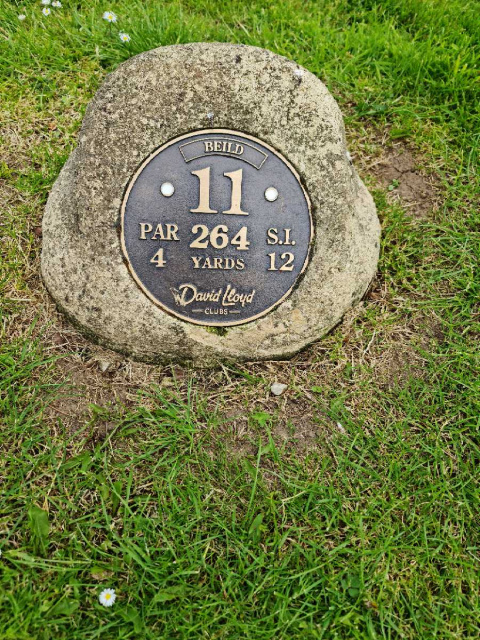 BEILD
11
PAR 264 S.I.
4 YARDS 12
David Lloyd
CLUBS